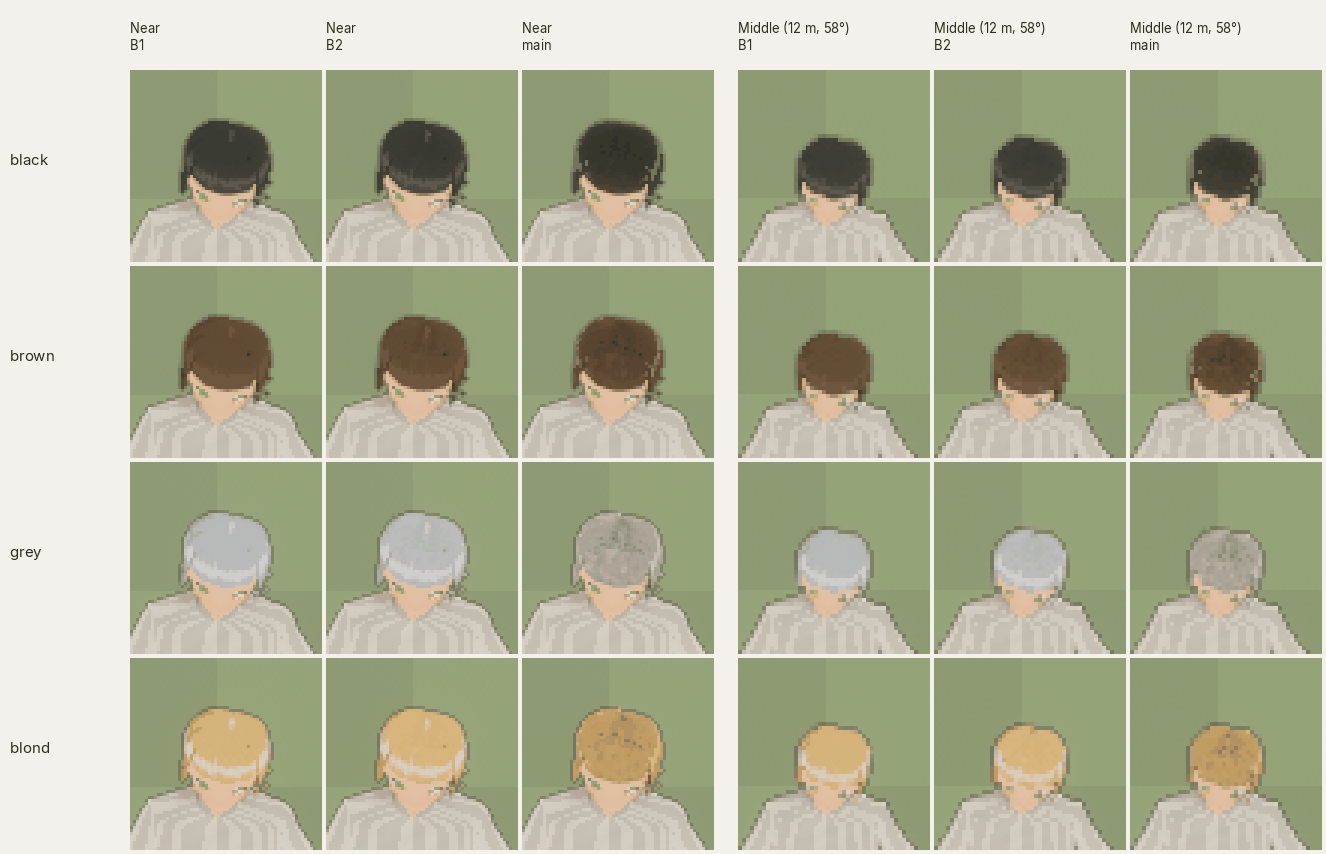 Near
B1
Near
B2
Near
main
Middle (12 m, 58°)
B1
Middle (12 m, 58°)
B2
Middle (12 m, 58°)
main
black
brown
grey
blond